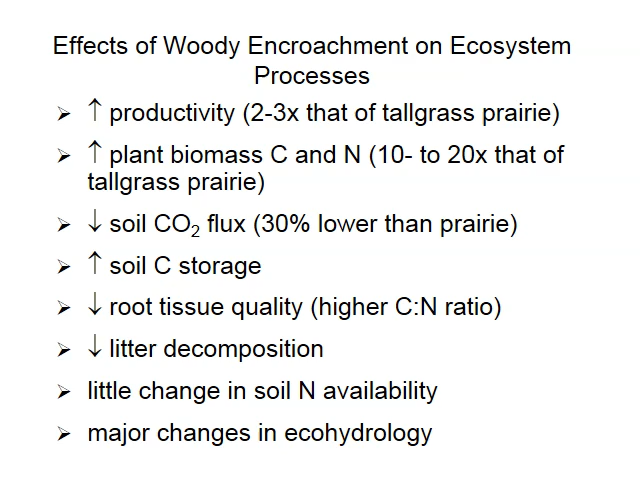 Effects of Woody Encroachment on Ecosystem
Processes
➢ ↑ productivity (2-3x that of tallgrass prairie)
➢ ↑ plant biomass C and N (10- to 20x that of
tallgrass prairie)
➢ ↓ soil CO₂ flux (30% lower than prairie)
➢ ↑ soil C storage
➢ ↓ root tissue quality (higher C:N ratio)
➢ ↓ litter decomposition
➢ little change in soil N availability
➢ major changes in ecohydrology